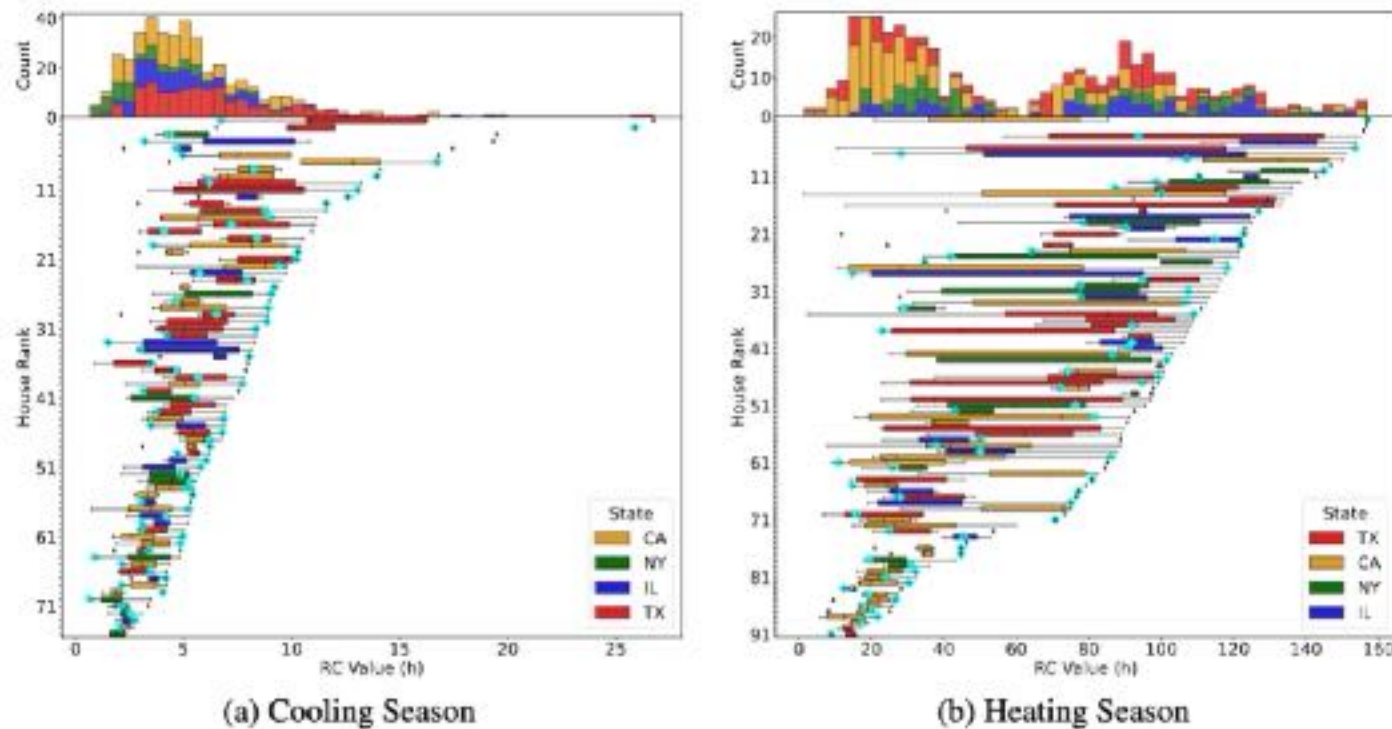 Count
40
20
0
House Rank
11
21
31
41
51
61
71
0
5
10
15
20
25
RC Value (h)
State
CA
NY
IL
TX
(a) Cooling Season
Count
20
10
0
House Rank
11
21
31
41
51
61
71
81
91
0
20
40
60
80
100
120
140
160
RC Value (h)
State
TX
CA
NY
IL
(b) Heating Season